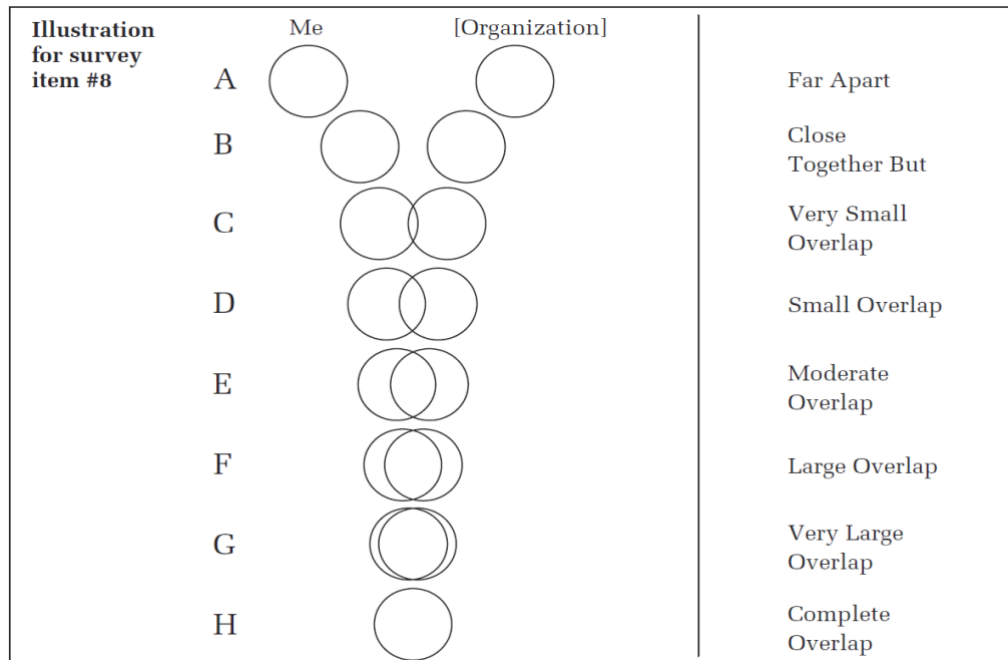 Illustration
for survey
item #8
Me [Organization]
A Far Apart
B Close
Together But
C Very Small
Overlap
D Small Overlap
E Moderate
Overlap
F Large Overlap
G Very Large
Overlap
H Complete
Overlap